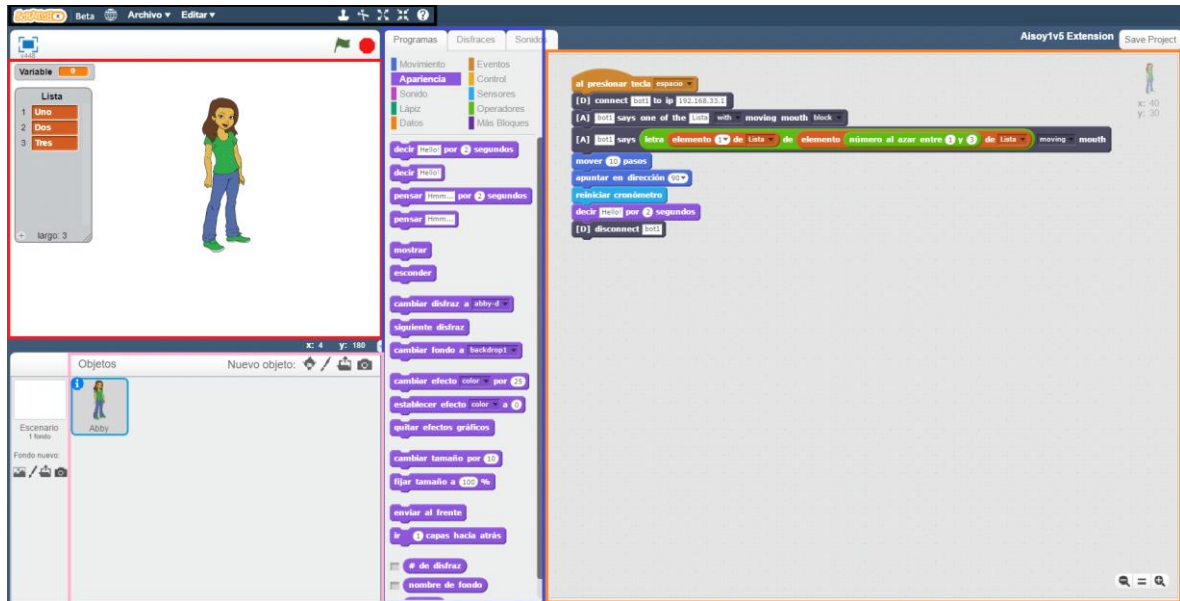 SCRATCHX Beta Archivo Editar
Aisoy1v5 Extension Save Project
v448
Variable 0
Lista
1 Uno
2 Dos
3 Tres
+ largo: 3
x: 4 y: 180
Objetos Nuevo objeto:
Escenario
1 fondo
Fondo nuevo:
Abby
Programas Disfraces Sonidos
Movimiento Eventos
Apariencia Control
Sonido Sensores
Lápiz Operadores
Datos Más Bloques
decir Hello! por 2 segundos
decir Hello!
pensar Hmm... por 2 segundos
pensar Hmm...
mostrar
esconder
cambiar disfraz a abby-d
siguiente disfraz
cambiar fondo a backdrop1
cambiar efecto color por 25
establecer efecto color a 0
quitar efectos gráficos
cambiar tamaño por 10
fijar tamaño a 100 %
enviar al frente
ir 1 capas hacia atrás
# de disfraz
nombre de fondo
al presionar tecla espacio
[D] connect bot1 to ip 192.168.33.1
[A] bot1 says one of the Lista with moving mouth block
[A] bot1 says letra elemento 1 de Lista de elemento número al azar entre 1 y 3 de Lista moving mouth
mover 10 pasos
apuntar en dirección 90
reiniciar cronómetro
decir Hello! por 2 segundos
[D] disconnect bot1
x: 40
y: 30